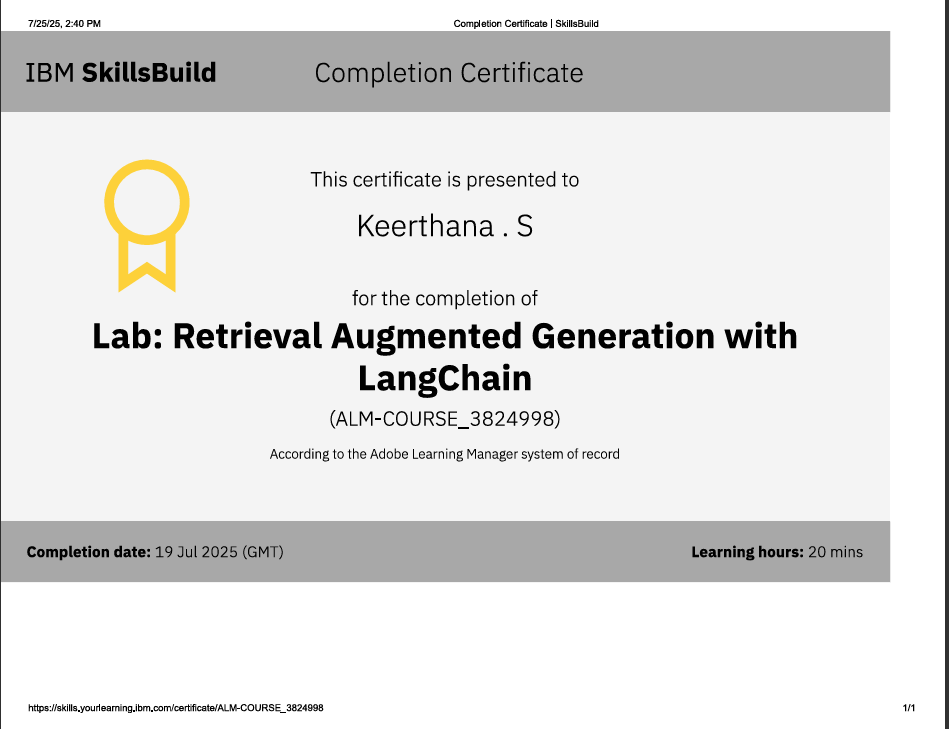 7/25/25, 2:40 PM
Completion Certificate | SkillsBuild
IBM SkillsBuild
Completion Certificate
This certificate is presented to
Keerthana . S
for the completion of
Lab: Retrieval Augmented Generation with
LangChain
(ALM-COURSE_3824998)
According to the Adobe Learning Manager system of record
Completion date: 19 Jul 2025 (GMT)
Learning hours: 20 mins
https://skills.yourlearning.ibm.com/certificate/ALM-COURSE_3824998
1/1